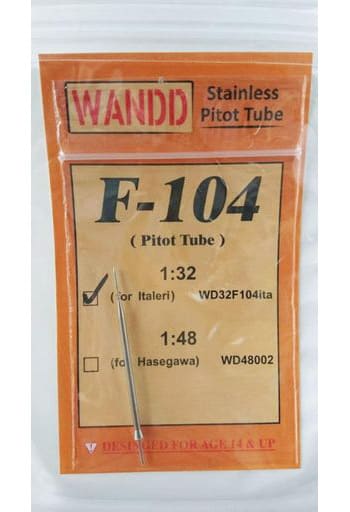 WANDD
Stainless
Pitot Tube
F-104
( Pitot Tube )
1:32
(for Italeri) WD32F104ita
1:48
(for Hasegawa) WD48002
DESINGED FOR AGE 14 & UP